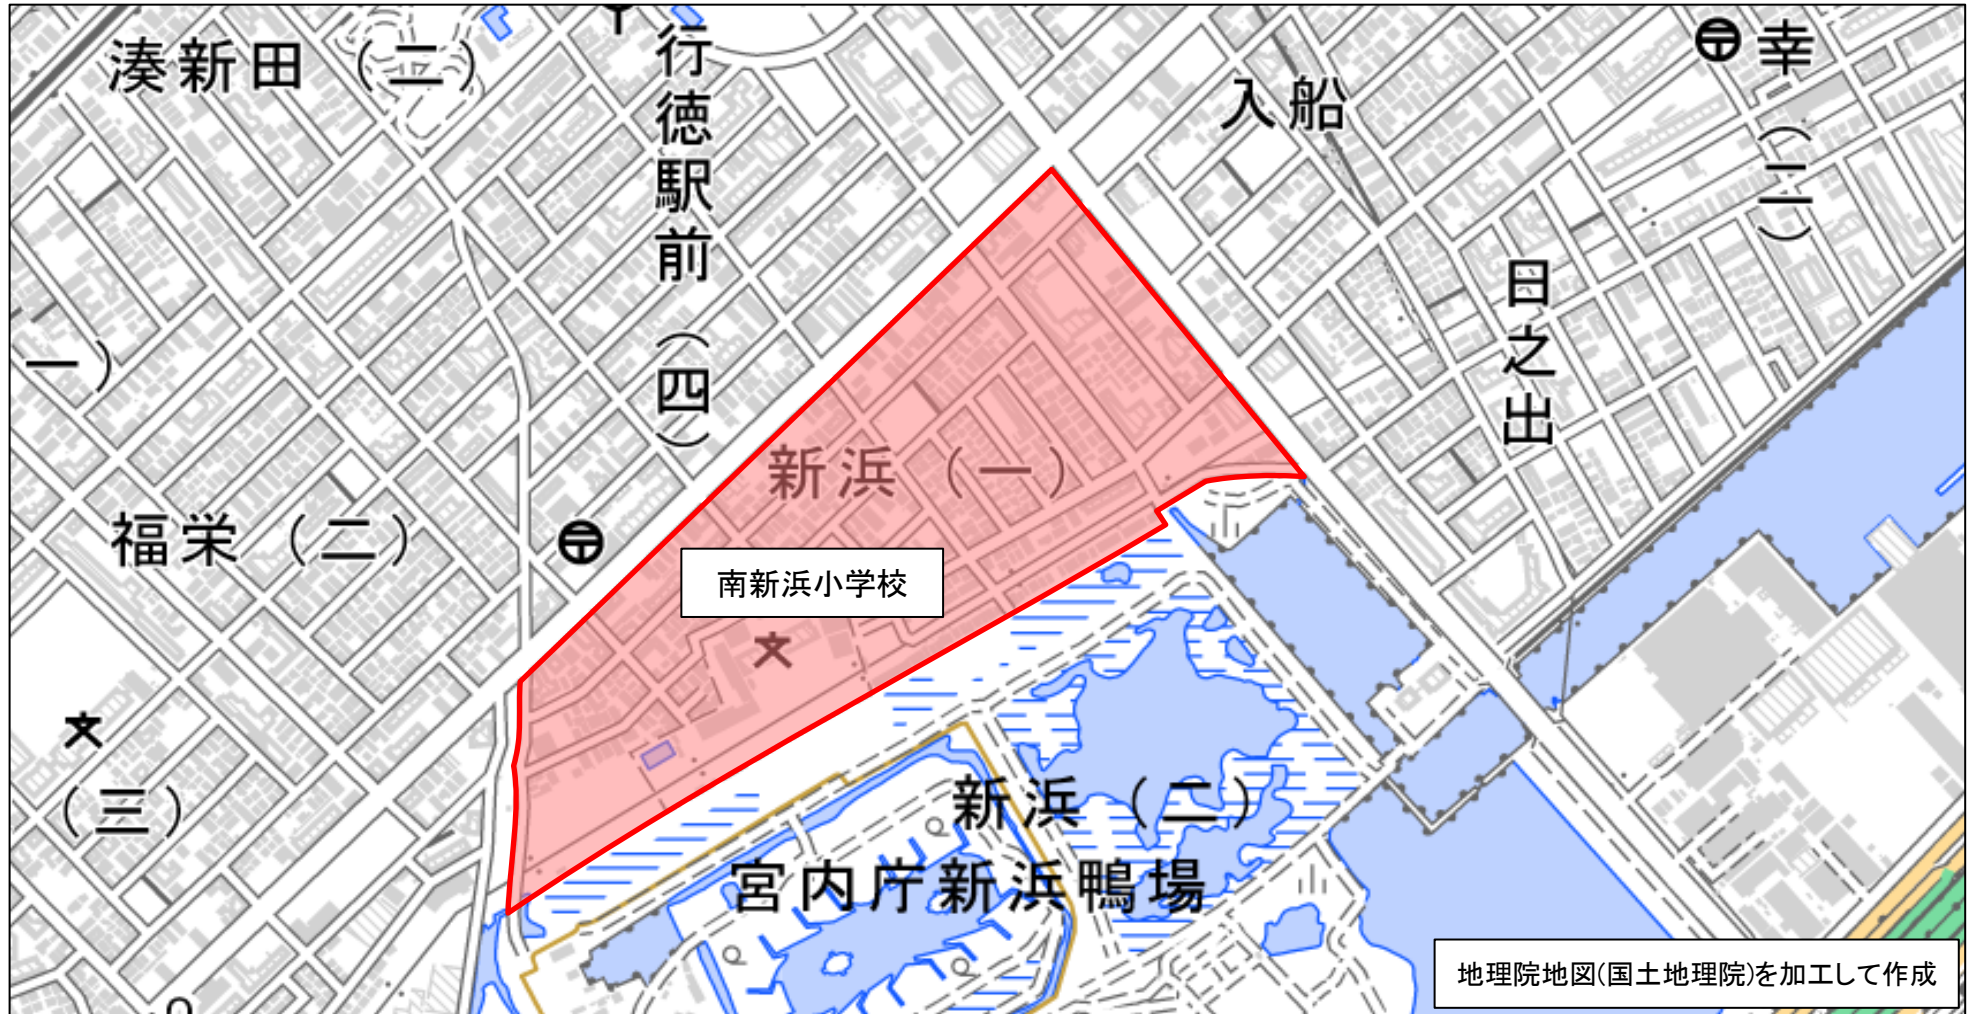 湊新田（二）
行徳駅前（四）
入船
幸（二）
日之出
一）
新浜（一）
福栄（二）
南新浜小学校
（三）
新浜（二）
宮内庁新浜鴨場
地理院地図(国土地理院)を加工して作成